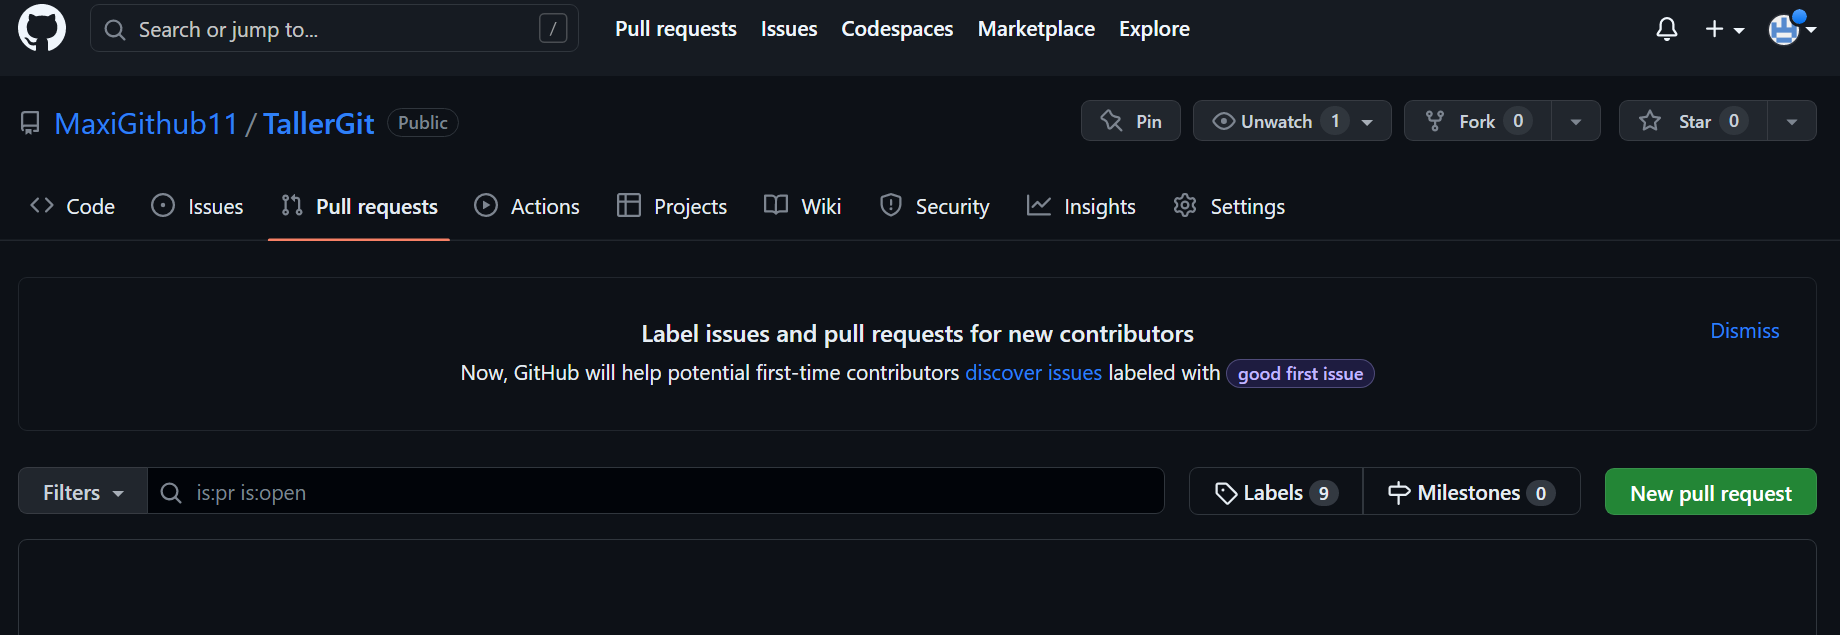 Search or jump to... / Pull requests Issues Codespaces Marketplace Explore
MaxiGithub11 / TallerGit Public Pin Unwatch 1 Fork 0 Star 0
Code Issues Pull requests Actions Projects Wiki Security Insights Settings
Label issues and pull requests for new contributors Dismiss
Now, GitHub will help potential first-time contributors discover issues labeled with good first issue
Filters is:pr is:open Labels 9 Milestones 0 New pull request